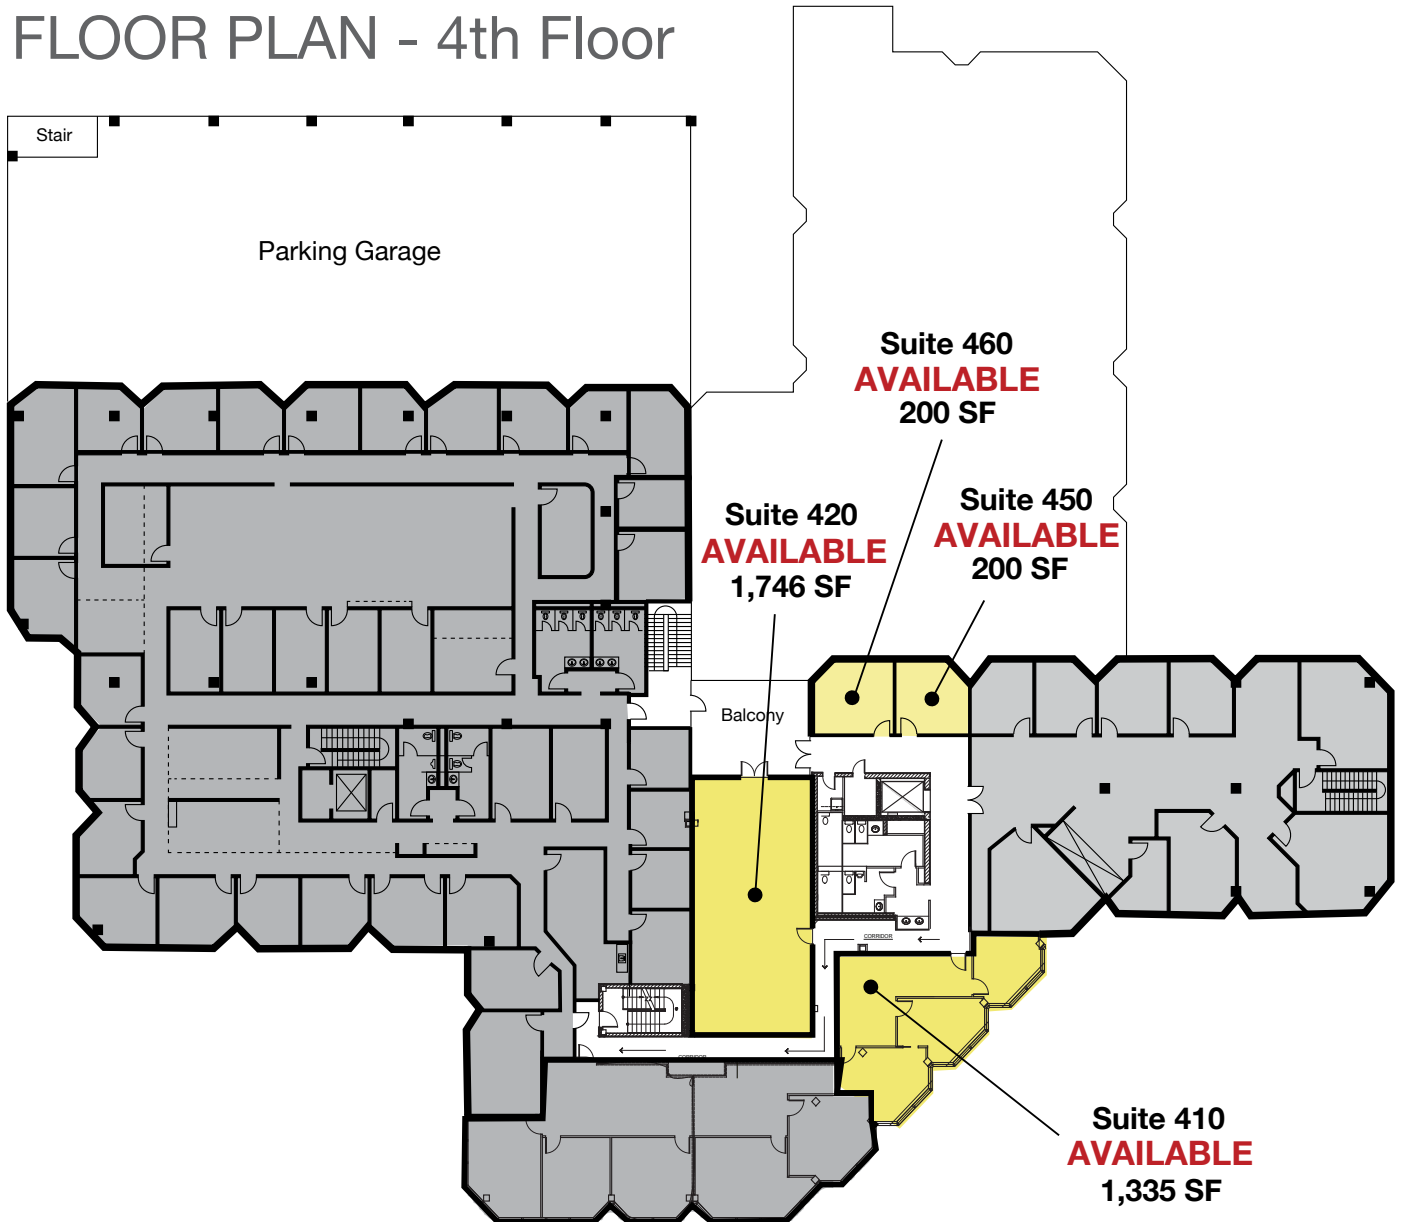 FLOOR PLAN - 4th Floor
Stair
Parking Garage
Suite 460
AVAILABLE
200 SF
Suite 450
AVAILABLE
200 SF
Suite 420
AVAILABLE
1,746 SF
Balcony
CORRIDOR
CORRIDOR
Suite 410
AVAILABLE
1,335 SF